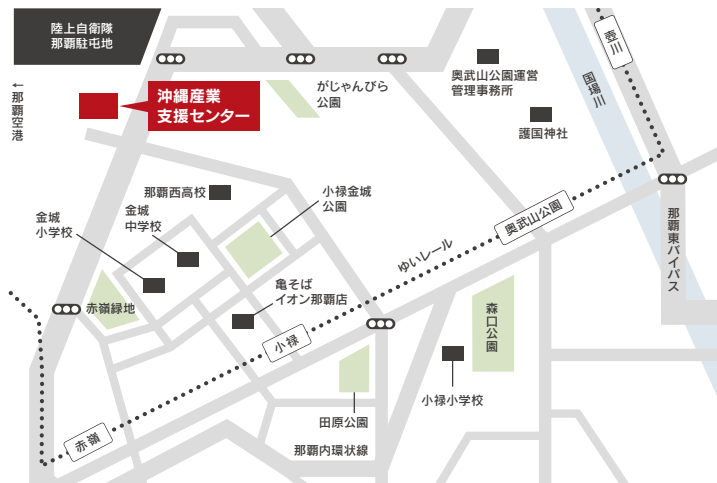 陸上自衛隊
那覇駐屯地
←那覇空港
沖縄産業
支援センター
がじゃんびら
公園
奥武山公園運営
管理事務所
護国神社
国場川
壺川
那覇西高校
小禄金城
公園
金城
中学校
金城
小学校
赤嶺緑地
亀そば
イオン那覇店
ゆいレール
奥武山公園
那覇東バイパス
小禄
森口公園
小禄小学校
田原公園
赤嶺
那覇内環状線